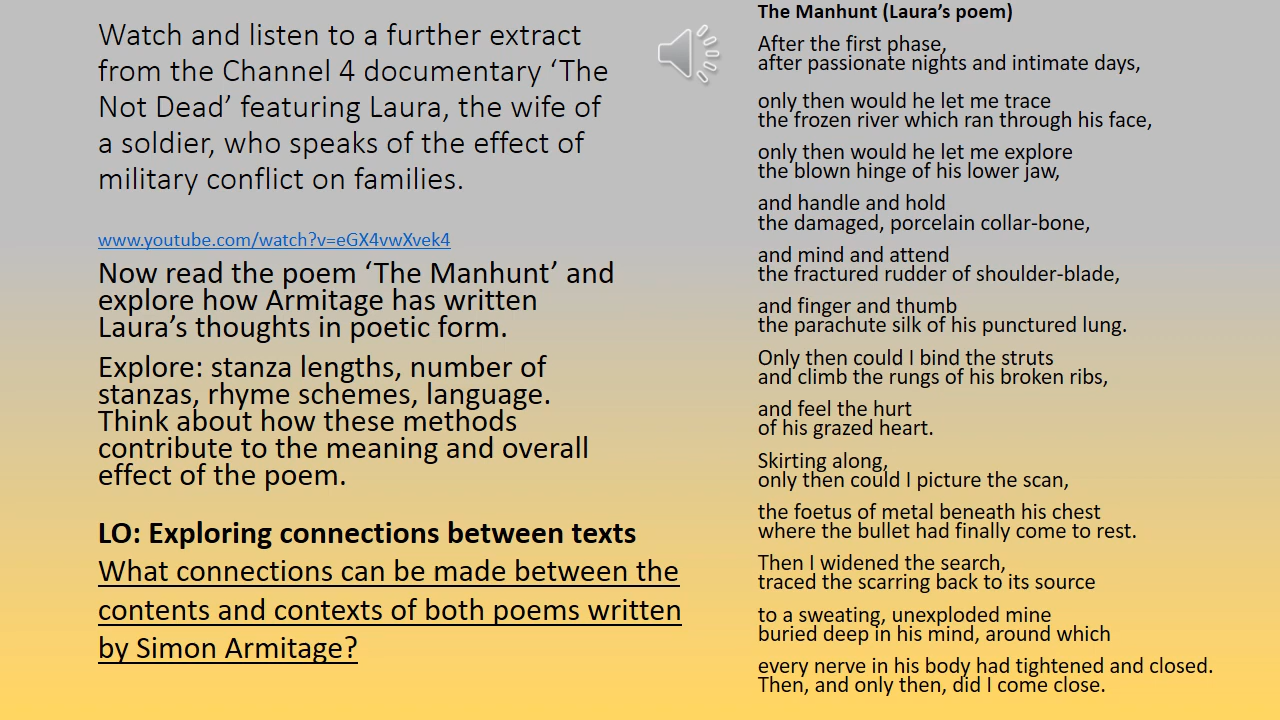 Watch and listen to a further extract
from the Channel 4 documentary ‘The
Not Dead’ featuring Laura, the wife of
a soldier, who speaks of the effect of
military conflict on families.
www.youtube.com/watch?v=eGX4vwXvek4
Now read the poem ‘The Manhunt’ and
explore how Armitage has written
Laura’s thoughts in poetic form.
Explore: stanza lengths, number of
stanzas, rhyme schemes, language.
Think about how these methods
contribute to the meaning and overall
effect of the poem.
LO: Exploring connections between texts
What connections can be made between the
contents and contexts of both poems written
by Simon Armitage?
The Manhunt (Laura’s poem)
After the first phase,
after passionate nights and intimate days,
only then would he let me trace
the frozen river which ran through his face,
only then would he let me explore
the blown hinge of his lower jaw,
and handle and hold
the damaged, porcelain collar-bone,
and mind and attend
the fractured rudder of shoulder-blade,
and finger and thumb
the parachute silk of his punctured lung.
Only then could I bind the struts
and climb the rungs of his broken ribs,
and feel the hurt
of his grazed heart.
Skirting along,
only then could I picture the scan,
the foetus of metal beneath his chest
where the bullet had finally come to rest.
Then I widened the search,
traced the scarring back to its source
to a sweating, unexploded mine
buried deep in his mind, around which
every nerve in his body had tightened and closed.
Then, and only then, did I come close.